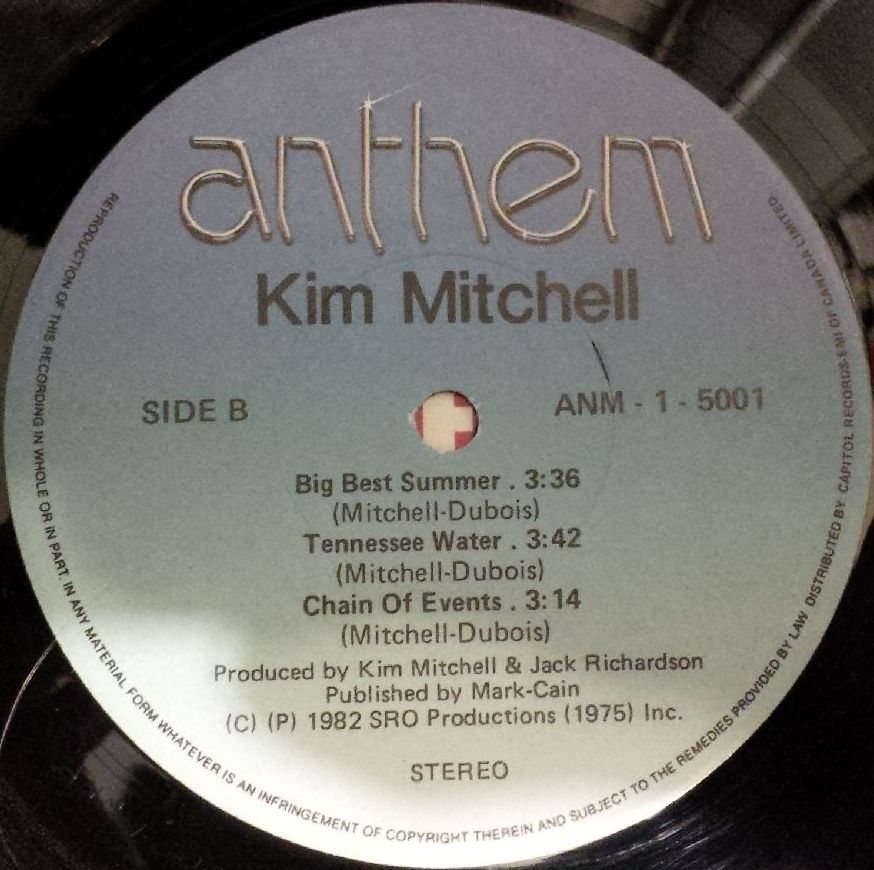 anthem
Kim Mitchell
SIDE B
ANM - 1 - 5001
Big Best Summer . 3:36
(Mitchell-Dubois)
Tennessee Water . 3:42
(Mitchell-Dubois)
Chain Of Events . 3:14
(Mitchell-Dubois)
Produced by Kim Mitchell & Jack Richardson
Published by Mark-Cain
(C) (P) 1982 SRO Productions (1975) Inc.
STEREO
REPRODUCTION OF THIS RECORDING IN WHOLE OR IN PART, IN ANY MATERIAL FORM WHATEVER IS AN INFRINGEMENT OF COPYRIGHT THEREIN AND SUBJECT TO THE REMEDIES PROVIDED BY LAW DISTRIBUTED BY CAPITOL RECORDS-EMI OF CANADA LIMITED